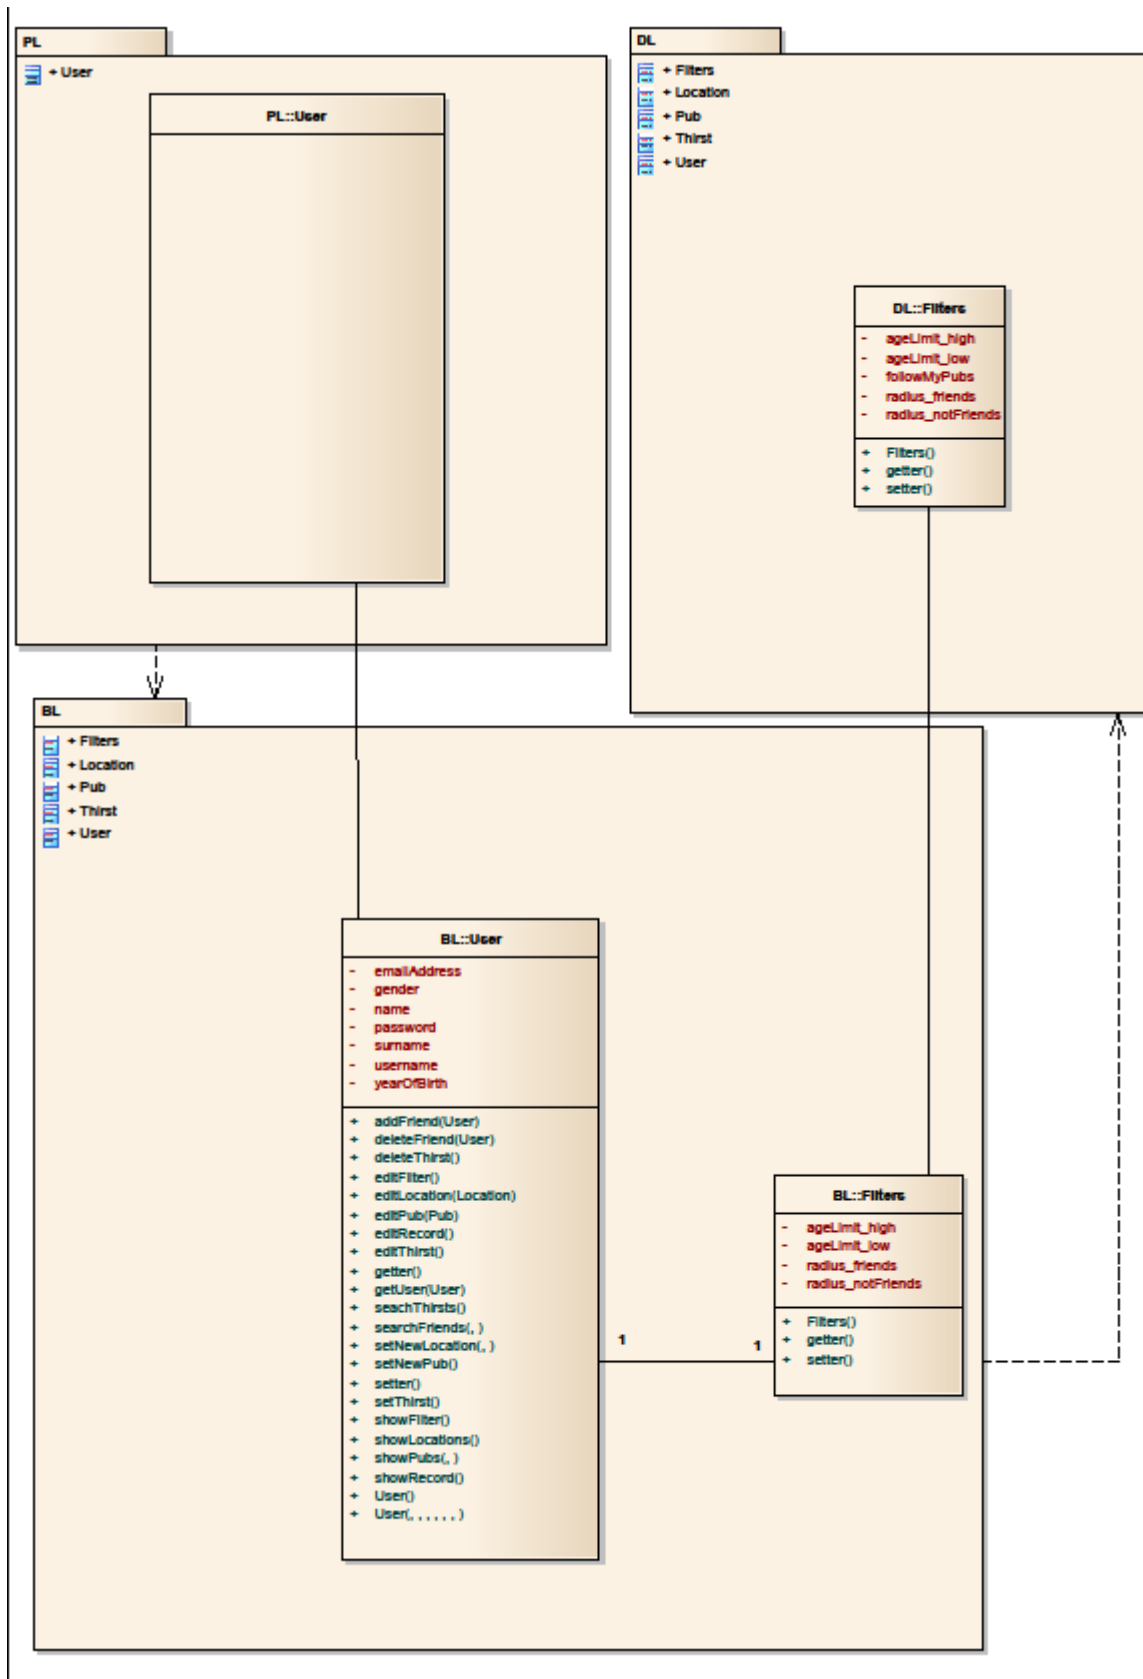 PL
+ User
PL::User
DL
+ Filters
+ Location
+ Pub
+ Thirst
+ User
DL::Filters
- ageLimit_high
- ageLimit_low
- followMyPubs
- radius_friends
- radius_notFriends
+ Filters()
+ getter()
+ setter()
BL
+ Filters
+ Location
+ Pub
+ Thirst
+ User
BL::User
- emailAddress
- gender
- name
- password
- surname
- username
- yearOfBirth
+ addFriend(User)
+ deleteFriend(User)
+ deleteThirst()
+ editFilter()
+ editLocation(Location)
+ editPub(Pub)
+ editRecord()
+ editThirst()
+ getter()
+ getUser(User)
+ seachThirsts()
+ searchFriends(, )
+ setNewLocation(, )
+ setNewPub()
+ setter()
+ setThirst()
+ showFilter()
+ showLocations()
+ showPubs(, )
+ showRecord()
+ User()
+ User(, , , , , , )
1
1
BL::Filters
- ageLimit_high
- ageLimit_low
- radius_friends
- radius_notFriends
+ Filters()
+ getter()
+ setter()